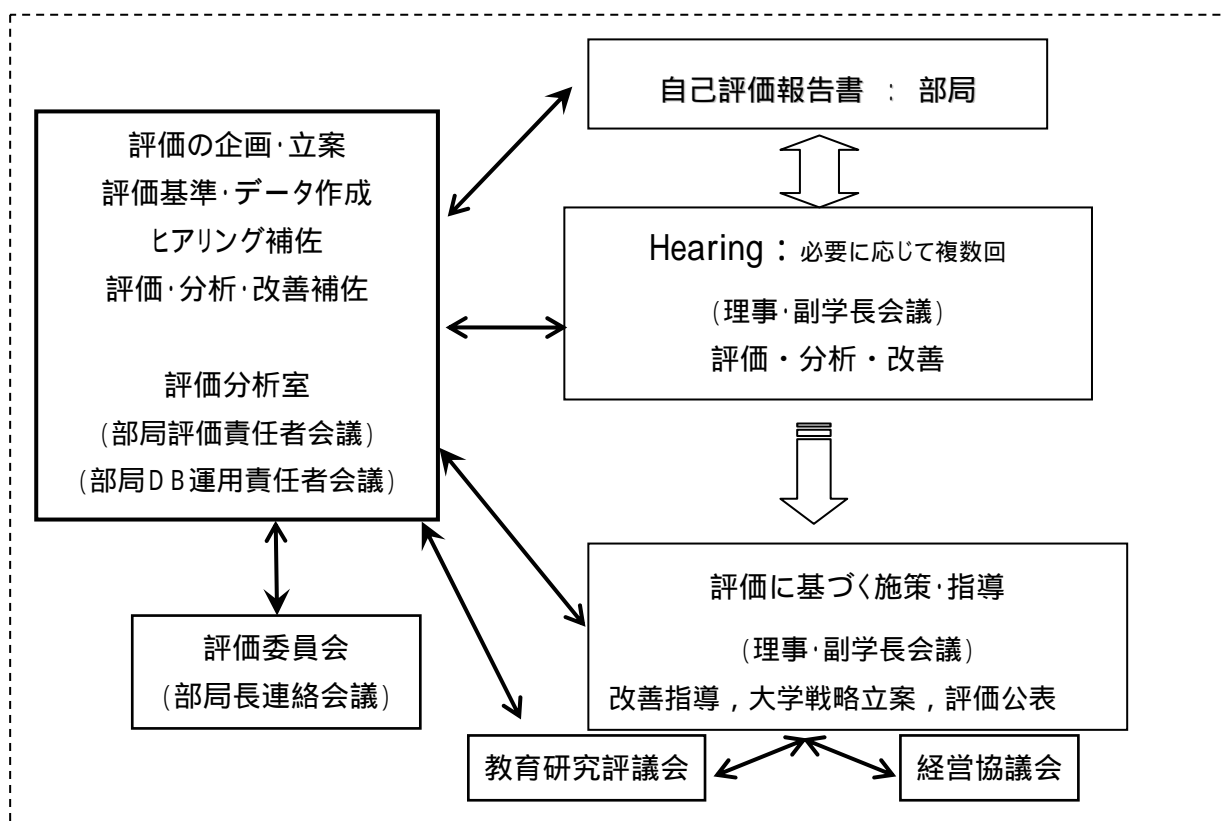 自己評価報告書 : 部局
評価の企画･立案
評価基準･データ作成
ヒアリング補佐
評価･分析･改善補佐
評価分析室
(部局評価責任者会議)
(部局DB運用責任者会議)
Hearing : 必要に応じて複数回
(理事･副学長会議)
評価・分析・改善
評価に基づく施策･指導
(理事･副学長会議)
改善指導，大学戦略立案，評価公表
評価委員会
(部局長連絡会議)
教育研究評議会
経営協議会